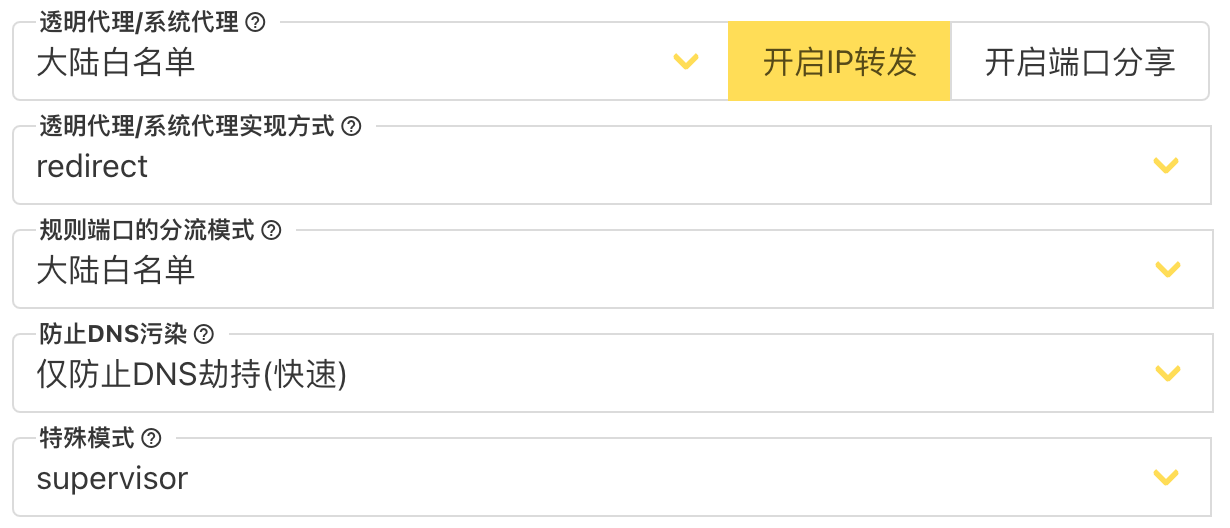 透明代理/系统代理
大陆白名单
开启IP转发
开启端口分享
透明代理/系统代理实现方式
redirect
规则端口的分流模式
大陆白名单
防止DNS污染
仅防止DNS劫持(快速)
特殊模式
supervisor